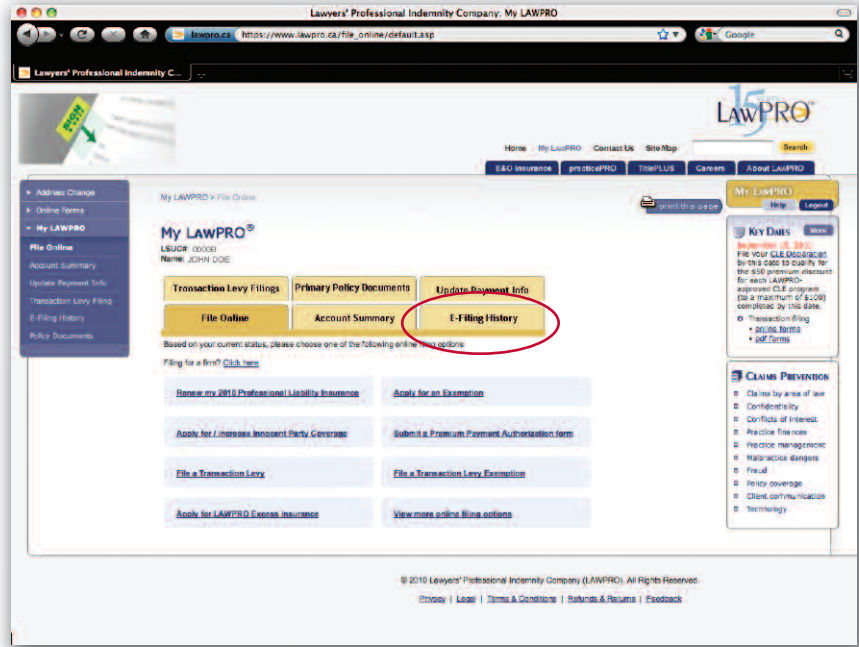 Lawyers' Professional Indemnity Company: My LAWPRO
lawpro.ca https://www.lawpro.ca/file_online/default.asp
Google
Lawyers' Professional Indemnity C...
SIGN
15
LAWPRO™
Home My LAWPRO Contact Us Site Map
Search
E&O Insurance practicePRO TitlePLUS Careers About LAWPRO
Address Change
Online Forms
My LAWPRO
File Online
Account Summary
Update Payment Info
Transaction Levy Filing
E-Filing History
Policy Documents
My LAWPRO > File Online
print this page
My LAWPRO®
LSUC#: 0000B
Name: JOHN DOE
Transaction Levy Filings Primary Policy Documents Update Payment Info
File Online Account Summary E-Filing History
Based on your current status, please choose one of the following online filing options:
Filing for a firm? Click here
Renew my 2010 Professional Liability Insurance
Apply for an Exemption
Apply for / Increase Innocent Party Coverage
Submit a Premium Payment Authorization form
File a Transaction Levy
File a Transaction Levy Exemption
Apply for LAWPRO Excess Insurance
View more online filing options
MY LAWPRO
Help Logout
KEY DATES More
September 15,
File your CLE Declaration
by this date to qualify for
the $50 premium discount
for each LAWPRO-
approved CLE program
(to a maximum of $100)
completed by this date.
Transaction filing
• online forms
• pdf forms
CLAIMS PREVENTION
Claims by area of law
Confidentiality
Conflicts of interest
Practice finances
Practice management
Malpractice dangers
Fraud
Policy coverage
Client communication
Technology
© 2010 Lawyers' Professional Indemnity Company (LAWPRO). All Rights Reserved.
Privacy | Legal | Terms & Conditions | Refunds & Returns | Feedback